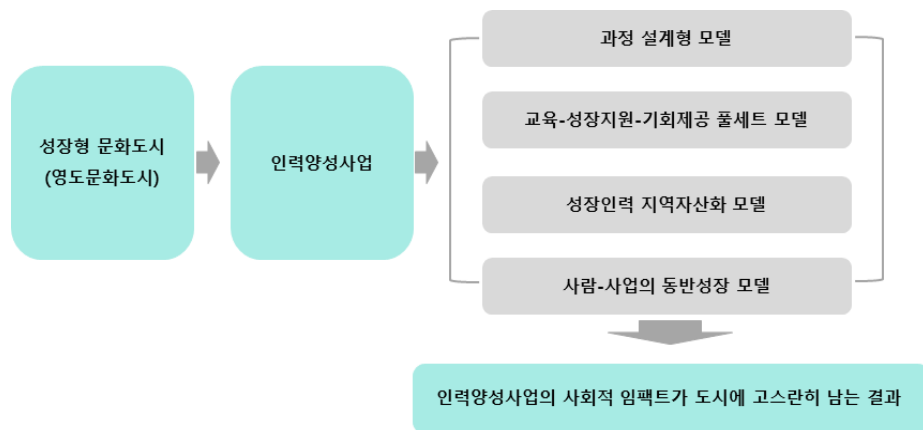 성장형 문화도시
(영도문화도시)
인력양성사업
과정 설계형 모델
교육-성장지원-기회제공 풀세트 모델
성장인력 지역자산화 모델
사람-사업의 동반성장 모델
인력양성사업의 사회적 임팩트가 도시에 고스란히 남는 결과